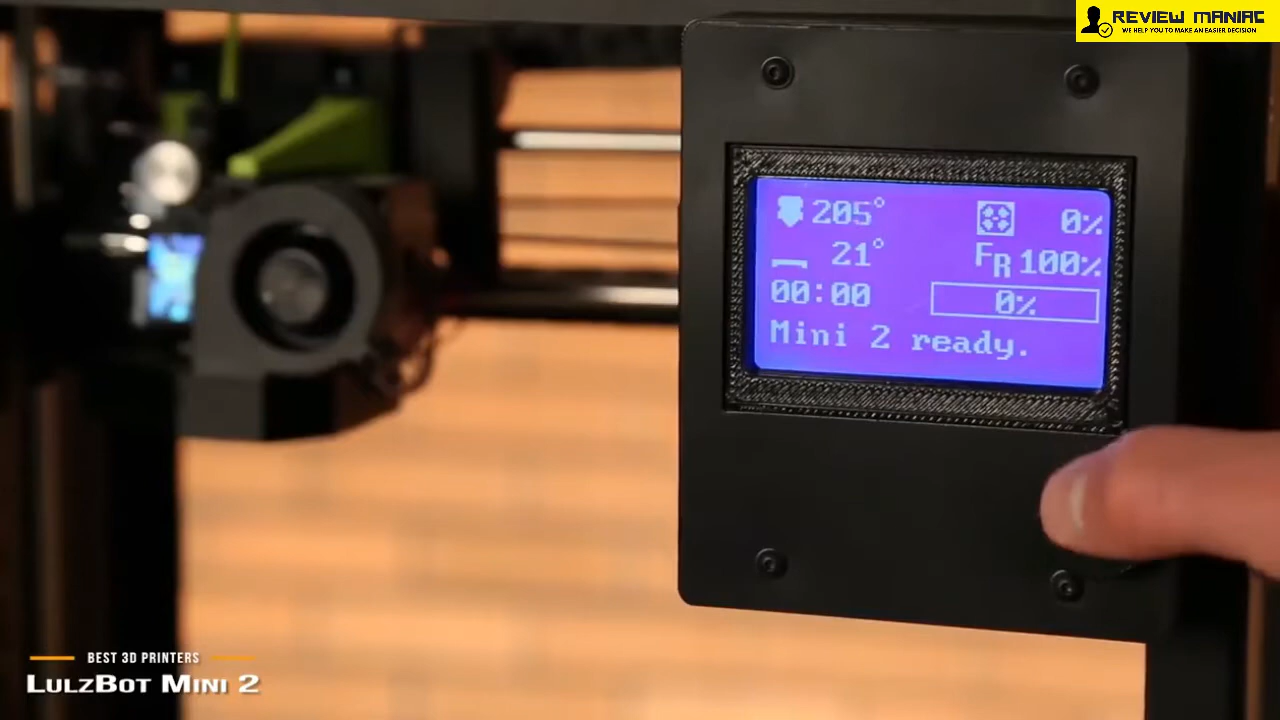 REVIEW MANIAC
WE HELP YOU TO MAKE AN EASIER DECISION
205° 0%
21° FR 100%
00:00 0%
Mini 2 ready.
BEST 3D PRINTERS
LULZBOT MINI 2